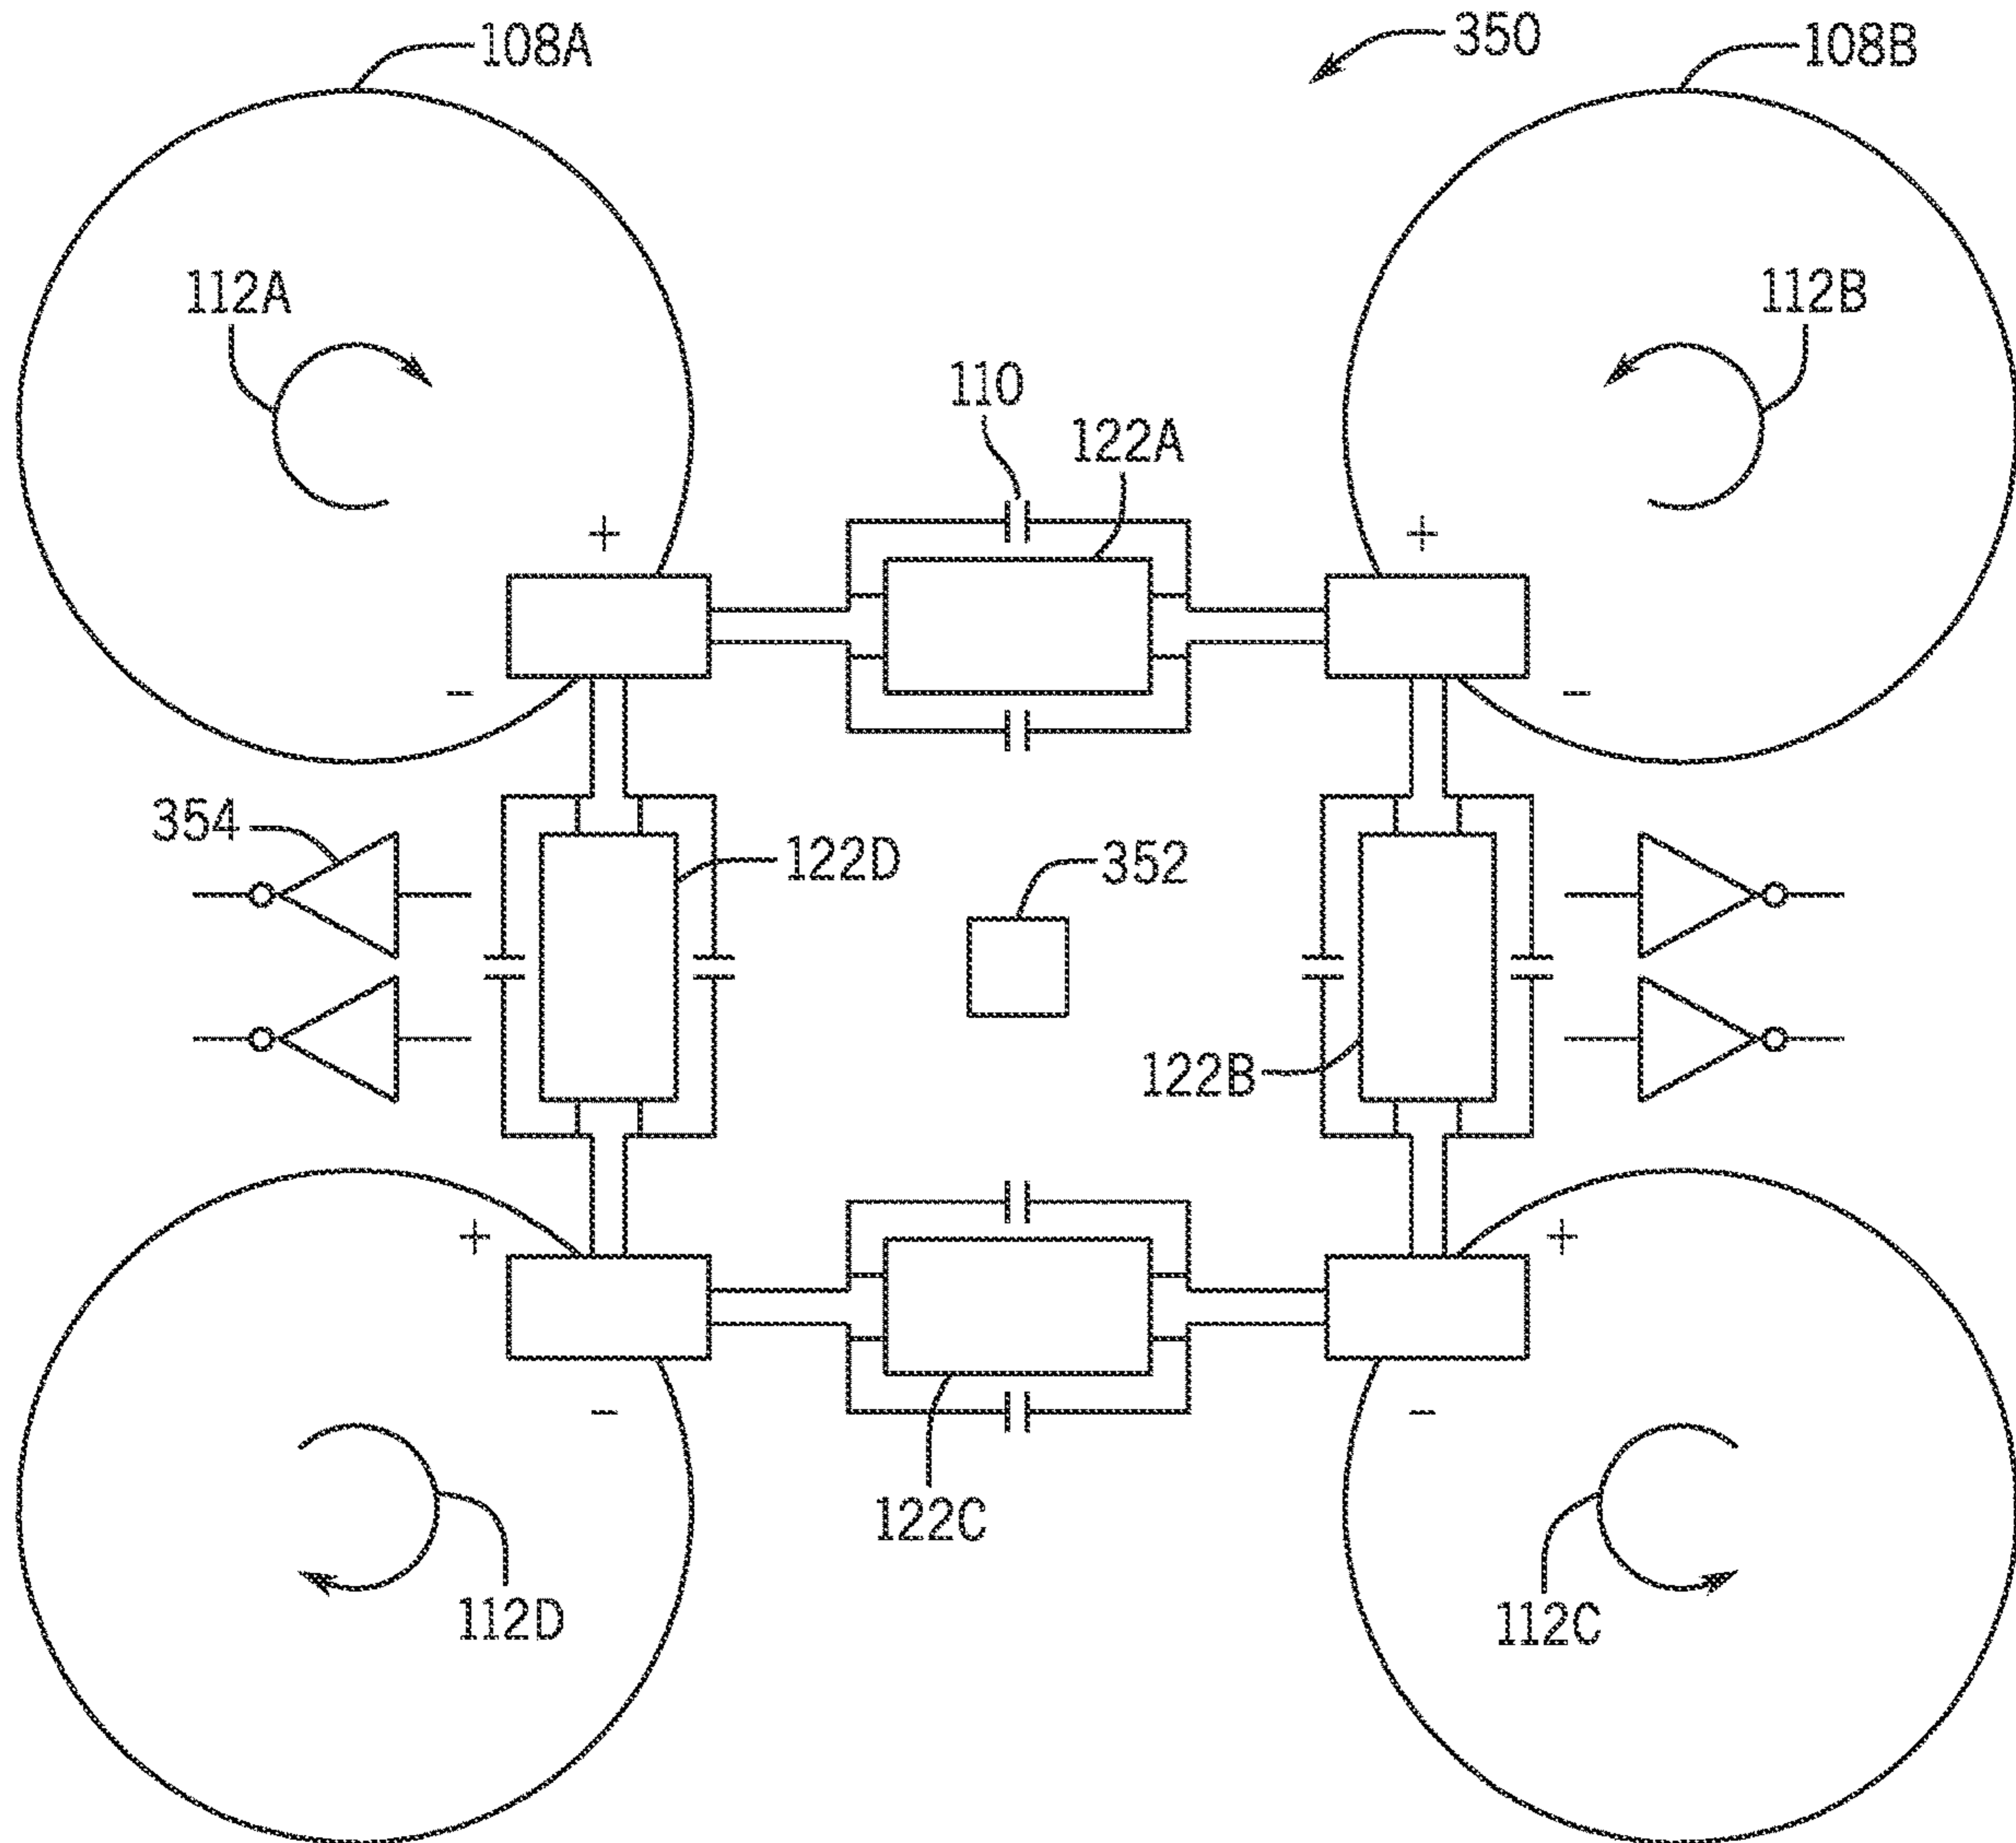 108A
350
108B
112A
112B
110
122A
+
+
-
-
354
122D
352
122B
+
+
-
-
122C
112D
112C